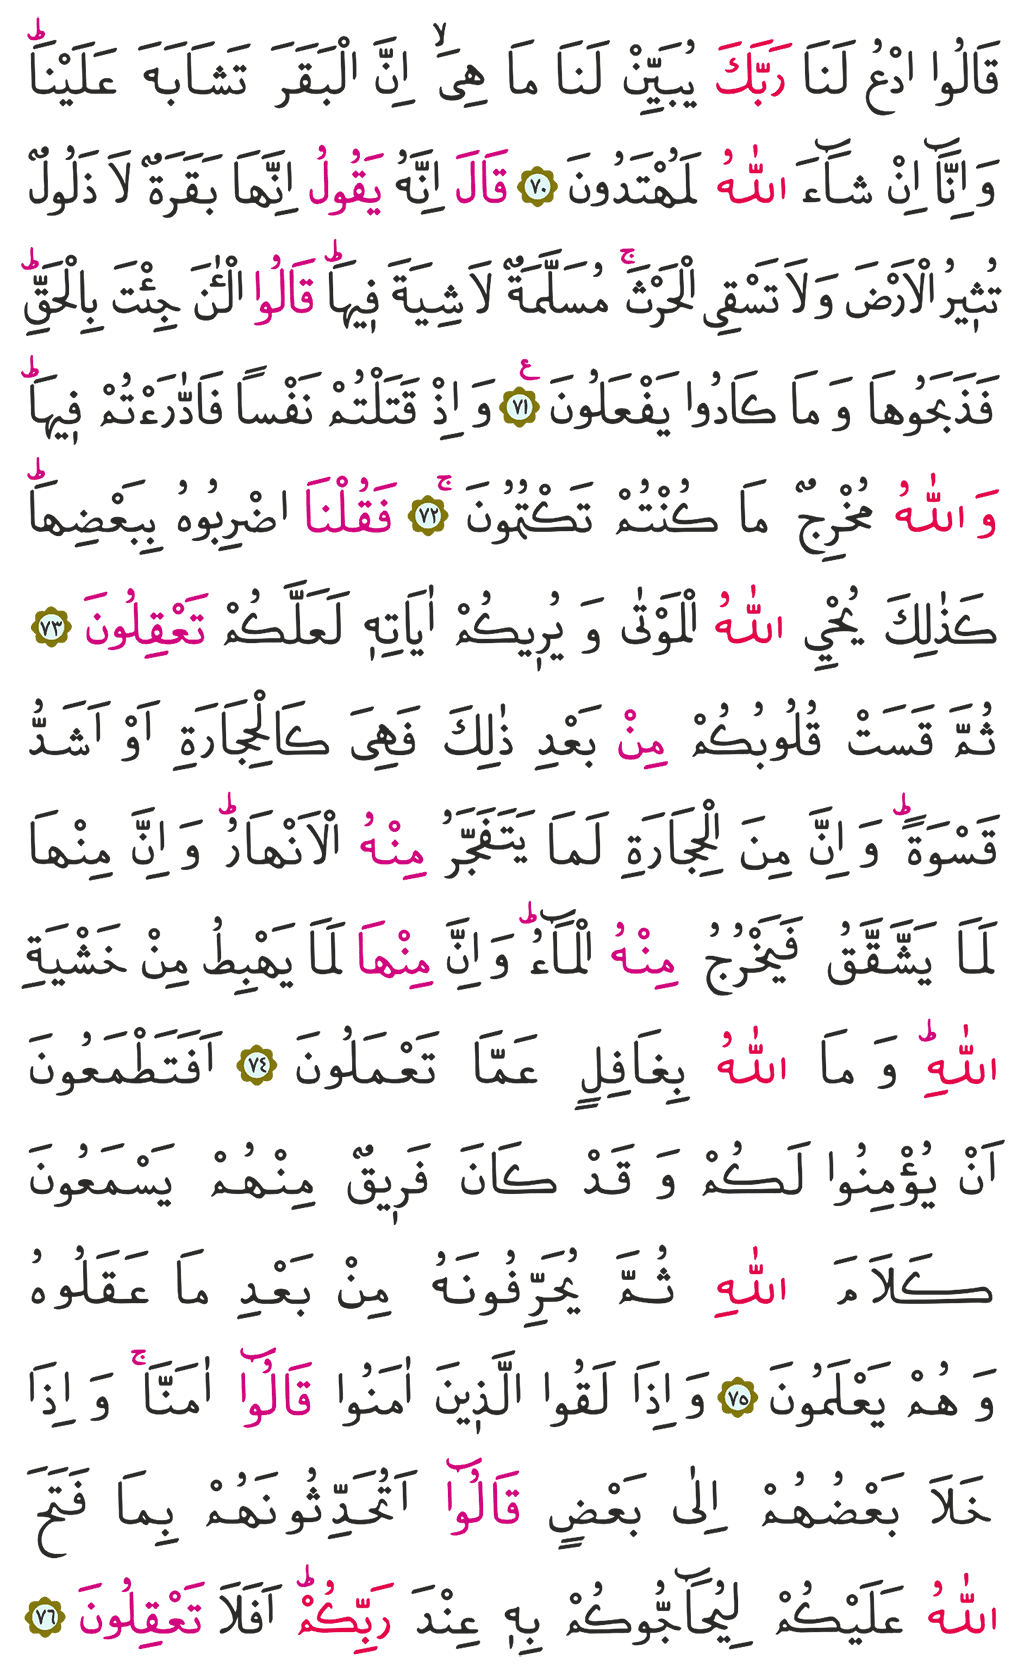 قَالُوا ادْعُ لَنَا رَبَّكَ يُبَيِّنْ لَنَا مَا هِىَۙ اِنَّ الْبَقَرَ تَشَابَهَ عَلَيْنَاۜ
وَاِنَّآ اِنْ شَآءَ اللّٰهُ لَمُهْتَدُونَ ﴿٧٠﴾ قَالَ اِنَّهُ يَقُولُ اِنَّهَا بَقَرَةٌ لَا ذَلُولٌ
تُث۪يرُ الْاَرْضَ وَلَا تَسْقِى الْحَرْثَۚ مُسَلَّمَةٌ لَا شِيَةَ ف۪يهَاۜ قَالُوا الْـٰٔنَ جِئْتَ بِالْحَقِّۜ
فَذَبَحُوهَا وَمَا كَادُوا يَفْعَلُونَ ﴿٧١﴾ ع وَاِذْ قَتَلْتُمْ نَفْسًا فَادّٰرَءْتُمْ ف۪يهَاۜ
وَاللّٰهُ مُخْرِجٌ مَا كُنْتُمْ تَكْتُمُونَۚ ﴿٧٢﴾ فَقُلْنَا اضْرِبُوهُ بِبَعْضِهَاۜ
كَذٰلِكَ يُحْيِي اللّٰهُ الْمَوْتٰى وَيُر۪يكُمْ اٰيَاتِه۪ لَعَلَّكُمْ تَعْقِلُونَ ﴿٧٣﴾
ثُمَّ قَسَتْ قُلُوبُكُمْ مِنْ بَعْدِ ذٰلِكَ فَهِىَ كَالْحِجَارَةِ اَوْ اَشَدُّ
قَسْوَةًۜ وَاِنَّ مِنَ الْحِجَارَةِ لَمَا يَتَفَجَّرُ مِنْهُ الْاَنْهَارُۜ وَاِنَّ مِنْهَا
لَمَا يَشَّقَّقُ فَيَخْرُجُ مِنْهُ الْمَآءُۜ وَاِنَّ مِنْهَا لَمَا يَهْبِطُ مِنْ خَشْيَةِ
اللّٰهِۜ وَمَا اللّٰهُ بِغَافِلٍ عَمَّا تَعْمَلُونَ ﴿٧٤﴾ اَفَتَطْمَعُونَ
اَنْ يُؤْمِنُوا لَكُمْ وَقَدْ كَانَ فَر۪يقٌ مِنْهُمْ يَسْمَعُونَ
كَلَامَ اللّٰهِ ثُمَّ يُحَرِّفُونَهُ مِنْ بَعْدِ مَا عَقَلُوهُ
وَهُمْ يَعْلَمُونَ ﴿٧٥﴾ وَاِذَا لَقُوا الَّذ۪ينَ اٰمَنُوا قَالُٓوا اٰمَنَّاۚ وَاِذَا
خَلَا بَعْضُهُمْ اِلٰى بَعْضٍ قَالُٓوا اَتُحَدِّثُونَهُمْ بِمَا فَتَحَ
اللّٰهُ عَلَيْكُمْ لِيُحَآجُّوكُمْ بِه۪ عِنْدَ رَبِّكُمْۜ اَفَلَا تَعْقِلُونَ ﴿٧٦﴾